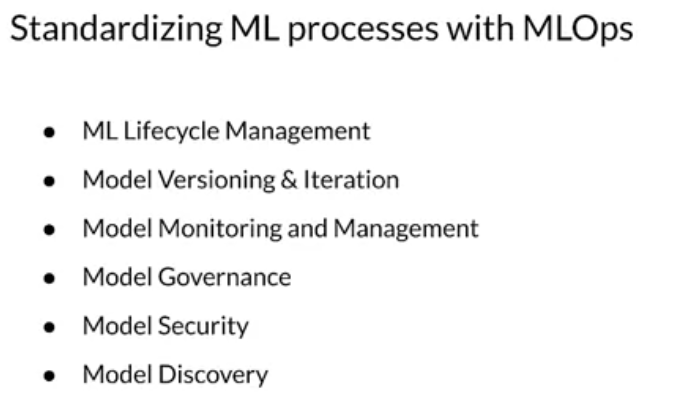 Standardizing ML processes with MLOps
● ML Lifecycle Management
● Model Versioning & Iteration
● Model Monitoring and Management
● Model Governance
● Model Security
● Model Discovery